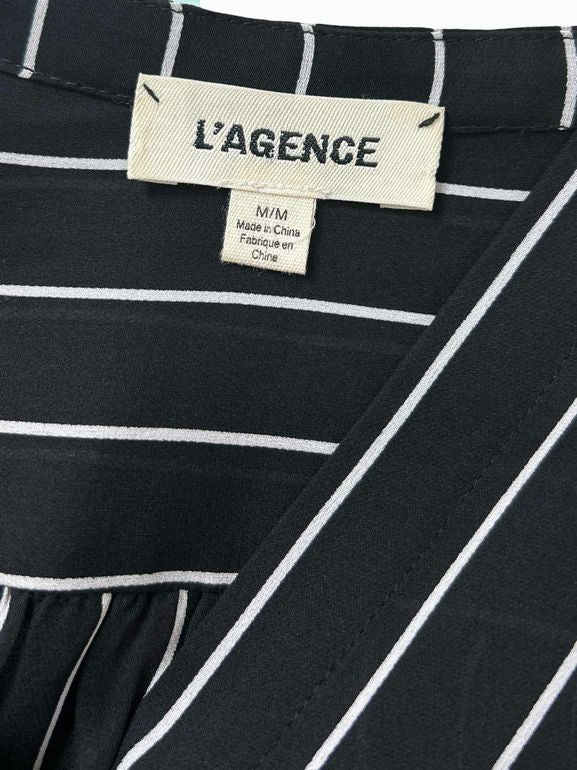 L'AGENCE
M/M
Made in China
Fabriqué en
Chine